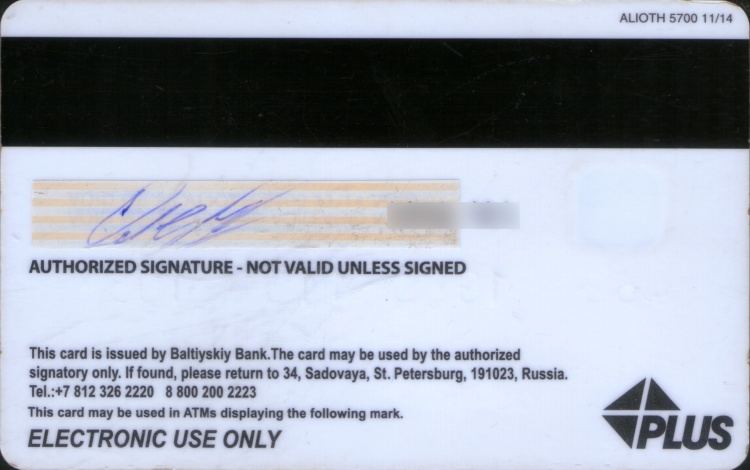 ALIOTH 5700 11/14
AUTHORIZED SIGNATURE - NOT VALID UNLESS SIGNED
This card is issued by Baltiyskiy Bank.The card may be used by the authorized
signatory only. If found, please return to 34, Sadovaya, St. Petersburg, 191023, Russia.
Tel.:+7 812 326 2220 8 800 200 2223
This card may be used in ATMs displaying the following mark.
ELECTRONIC USE ONLY
PLUS